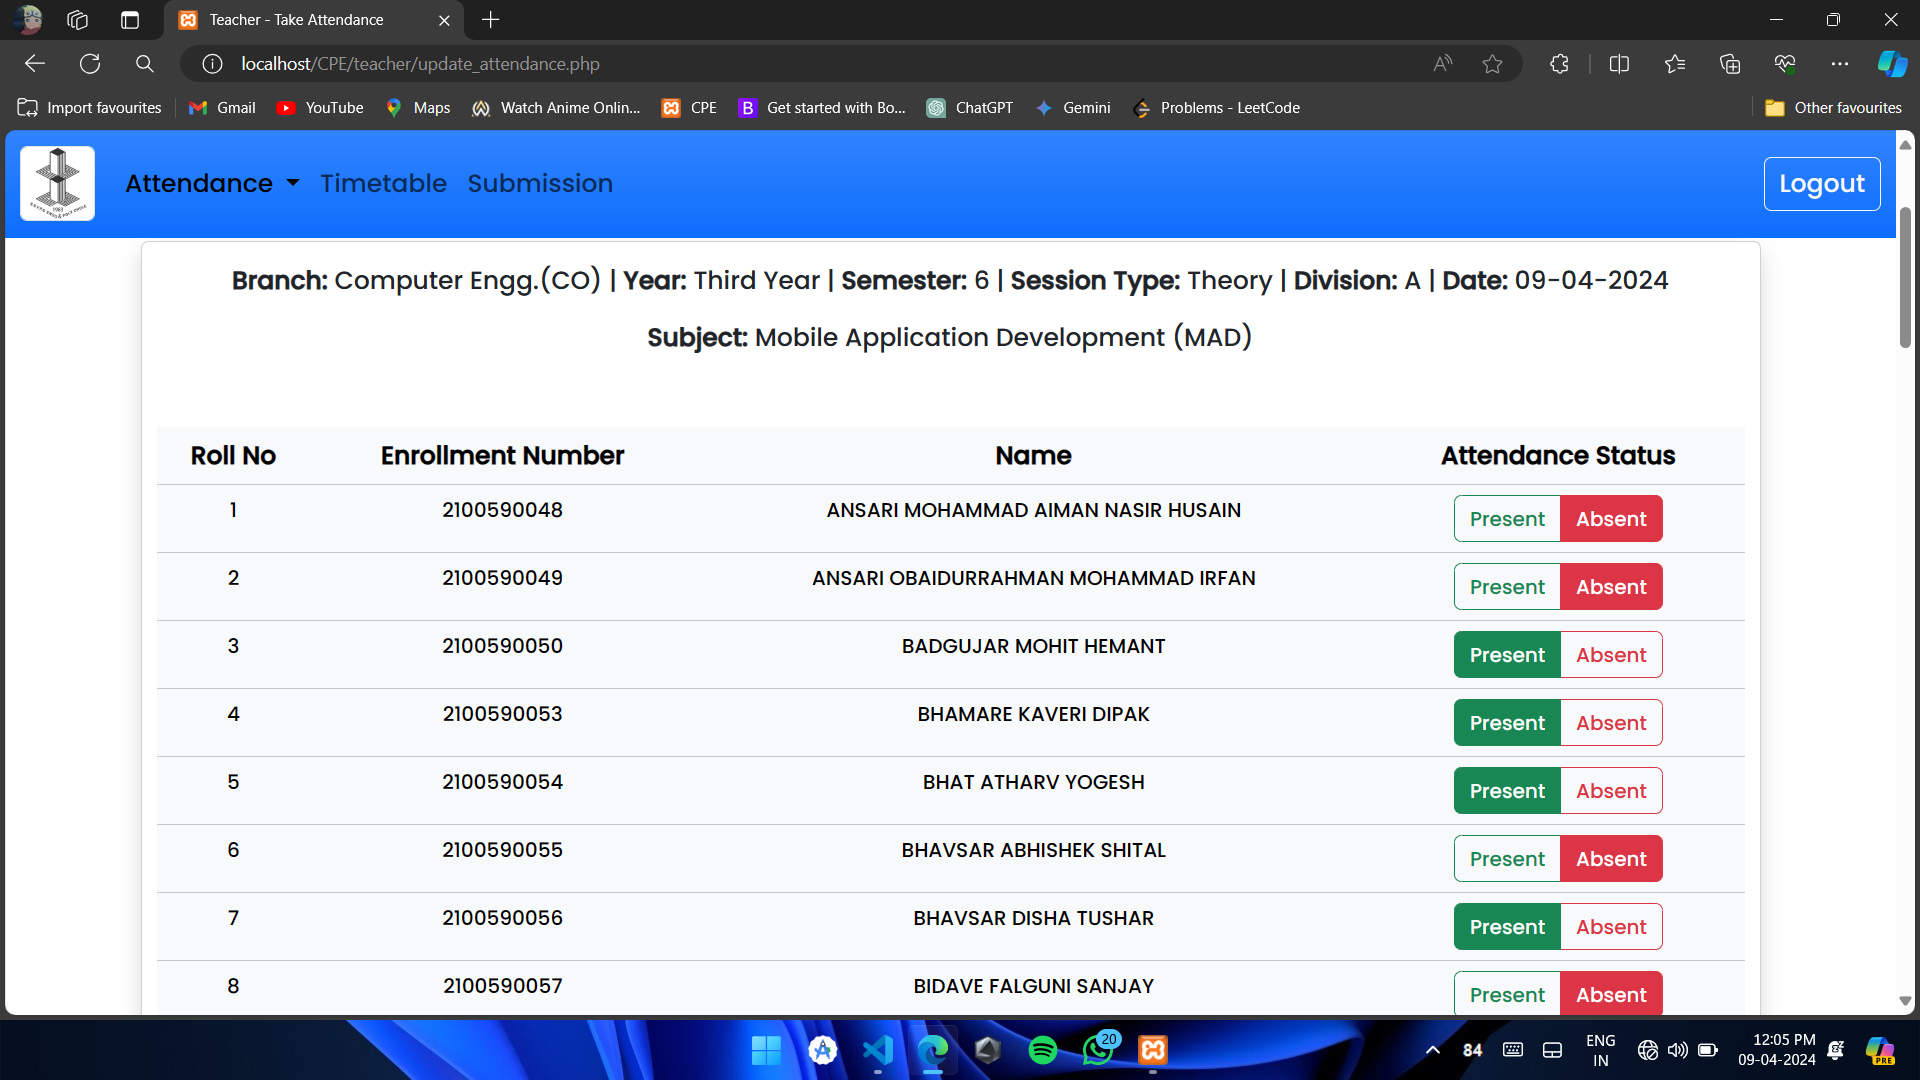 Teacher - Take Attendance
localhost/CPE/teacher/update_attendance.php
Import favourites Gmail YouTube Maps Watch Anime Onlin... CPE B Get started with Bo... ChatGPT Gemini Problems - LeetCode Other favourites
1983
Attendance Timetable Submission Logout
Branch: Computer Engg.(CO) | Year: Third Year | Semester: 6 | Session Type: Theory | Division: A | Date: 09-04-2024
Subject: Mobile Application Development (MAD)
Roll No Enrollment Number Name Attendance Status
1 2100590048 ANSARI MOHAMMAD AIMAN NASIR HUSAIN Present Absent
2 2100590049 ANSARI OBAIDURRAHMAN MOHAMMAD IRFAN Present Absent
3 2100590050 BADGUJAR MOHIT HEMANT Present Absent
4 2100590053 BHAMARE KAVERI DIPAK Present Absent
5 2100590054 BHAT ATHARV YOGESH Present Absent
6 2100590055 BHAVSAR ABHISHEK SHITAL Present Absent
7 2100590056 BHAVSAR DISHA TUSHAR Present Absent
8 2100590057 BIDAVE FALGUNI SANJAY Present Absent
20
84
ENG
IN
12:05 PM
09-04-2024
PRE